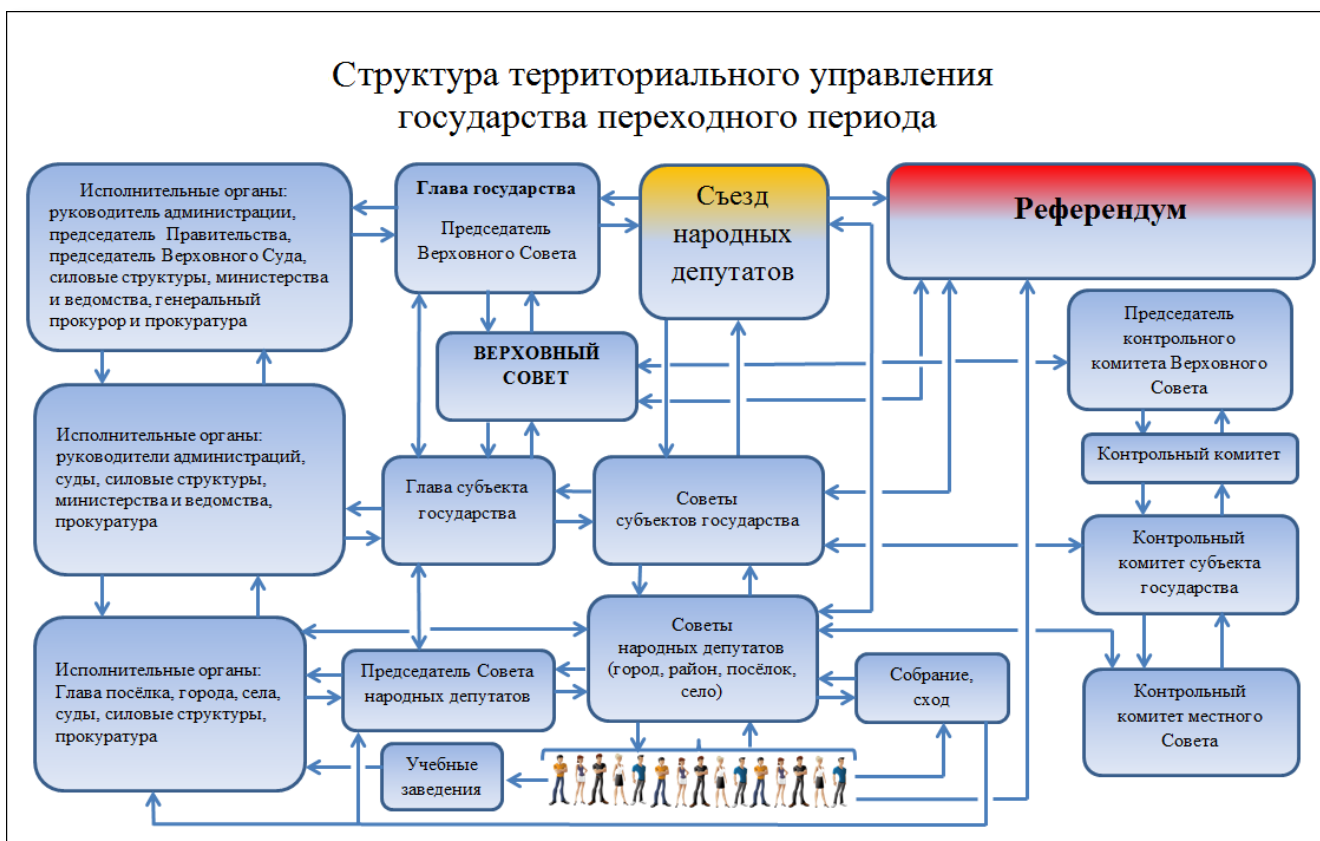 Структура территориального управления
государства переходного периода
Исполнительные органы:
руководитель администрации,
председатель Правительства,
председатель Верховного Суда,
силовые структуры, министерства
и ведомства, генеральный
прокурор и прокуратура
Глава государства
Председатель
Верховного Совета
Съезд
народных
депутатов
Референдум
ВЕРХОВНЫЙ
СОВЕТ
Председатель
контрольного
комитета Верховного
Совета
Контрольный комитет
Исполнительные органы:
руководители администраций,
суды, силовые структуры,
министерства и ведомства,
прокуратура
Глава субъекта
государства
Советы
субъектов государства
Контрольный
комитет субъекта
государства
Исполнительные органы:
Глава посёлка, города, села,
суды, силовые структуры,
прокуратура
Председатель Совета
народных депутатов
Советы
народных депутатов
(город, район, посёлок,
село)
Собрание,
сход
Контрольный
комитет местного
Совета
Учебные
заведения